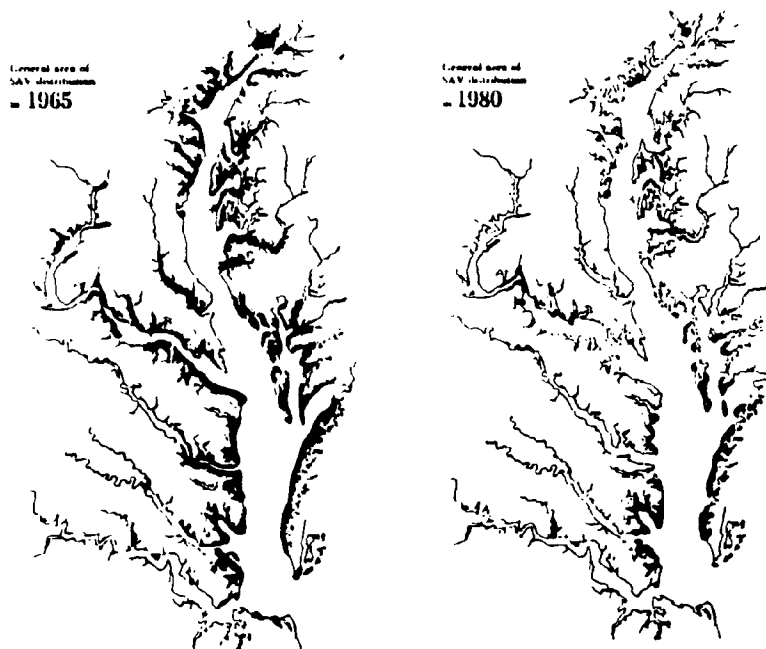 General area of
SAV distribution
1965
General area of
SAV distribution
1980